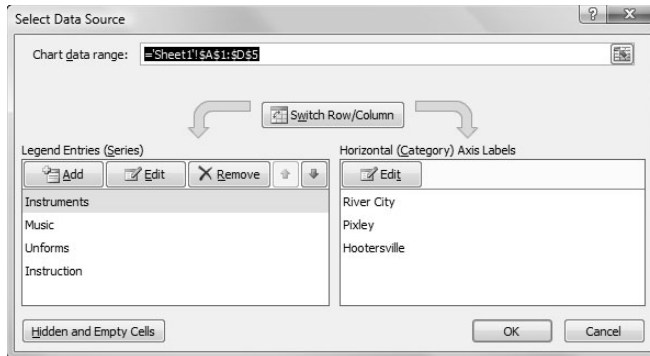 Select Data Source
Chart data range: ='Sheet1'!$A$1:$D$5
Switch Row/Column
Legend Entries (Series)
Add Edit Remove
Instruments
Music
Unforms
Instruction
Horizontal (Category) Axis Labels
Edit
River City
Pixley
Hootersville
Hidden and Empty Cells
OK Cancel